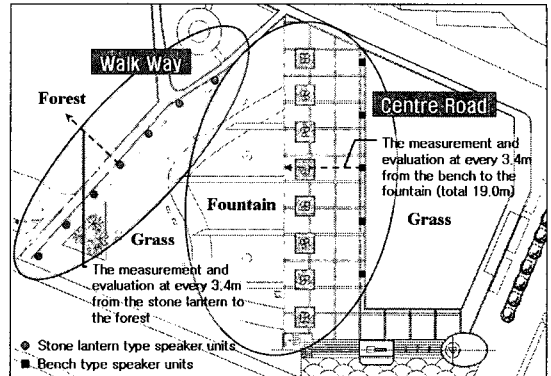 Walk Way
Forest
Centre Road
The measurement and
evaluation at every 3.4m
from the bench to the
fountain (total 19.0m)
Fountain
Grass
Grass
The measurement and
evaluation at every 3.4m
from the stone lantern to
the forest
Stone lantern type speaker units
Bench type speaker units